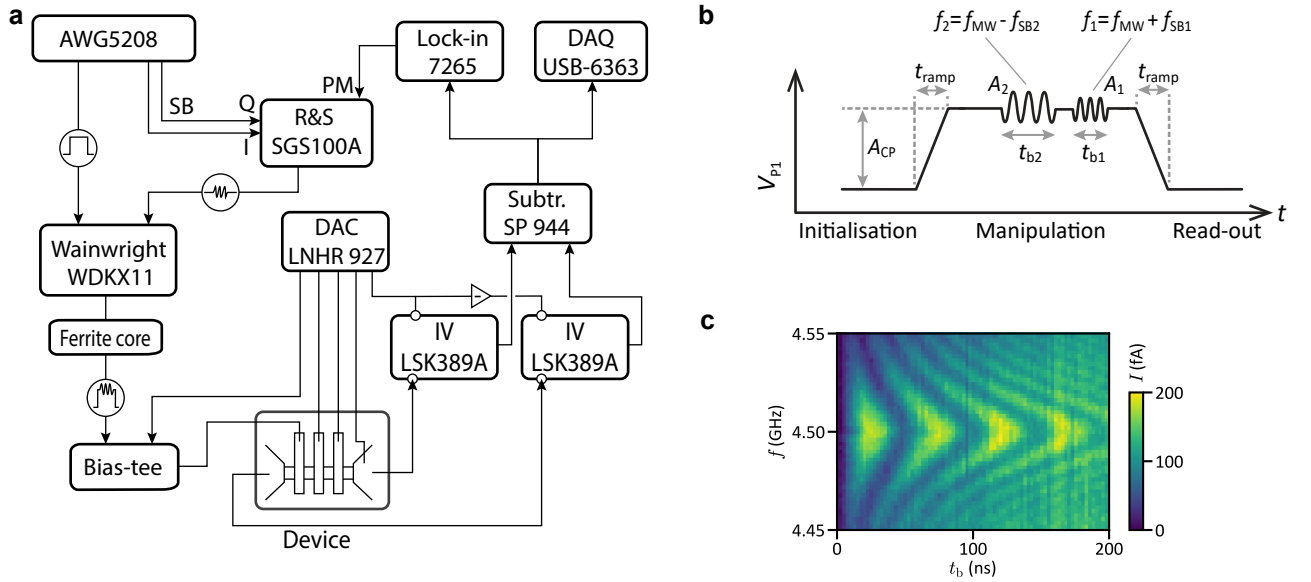 a
AWG5208
SB
Q
I
PM
R&S
SGS100A
Lock-in
7265
DAQ
USB-6363
Subtr.
SP 944
Wainwright
WDKX11
Ferrite core
Bias-tee
DAC
LNHR 927
-
IV
LSK389A
IV
LSK389A
Device
b
f2=fMW - fSB2
f1=fMW + fSB1
tramp
A2
A1
tramp
ACP
tb2
tb1
VP1
t
Initialisation
Manipulation
Read-out
c
4.55
4.50
4.45
f (GHz)
0
100
200
tb (ns)
I (fA)
200
100
0